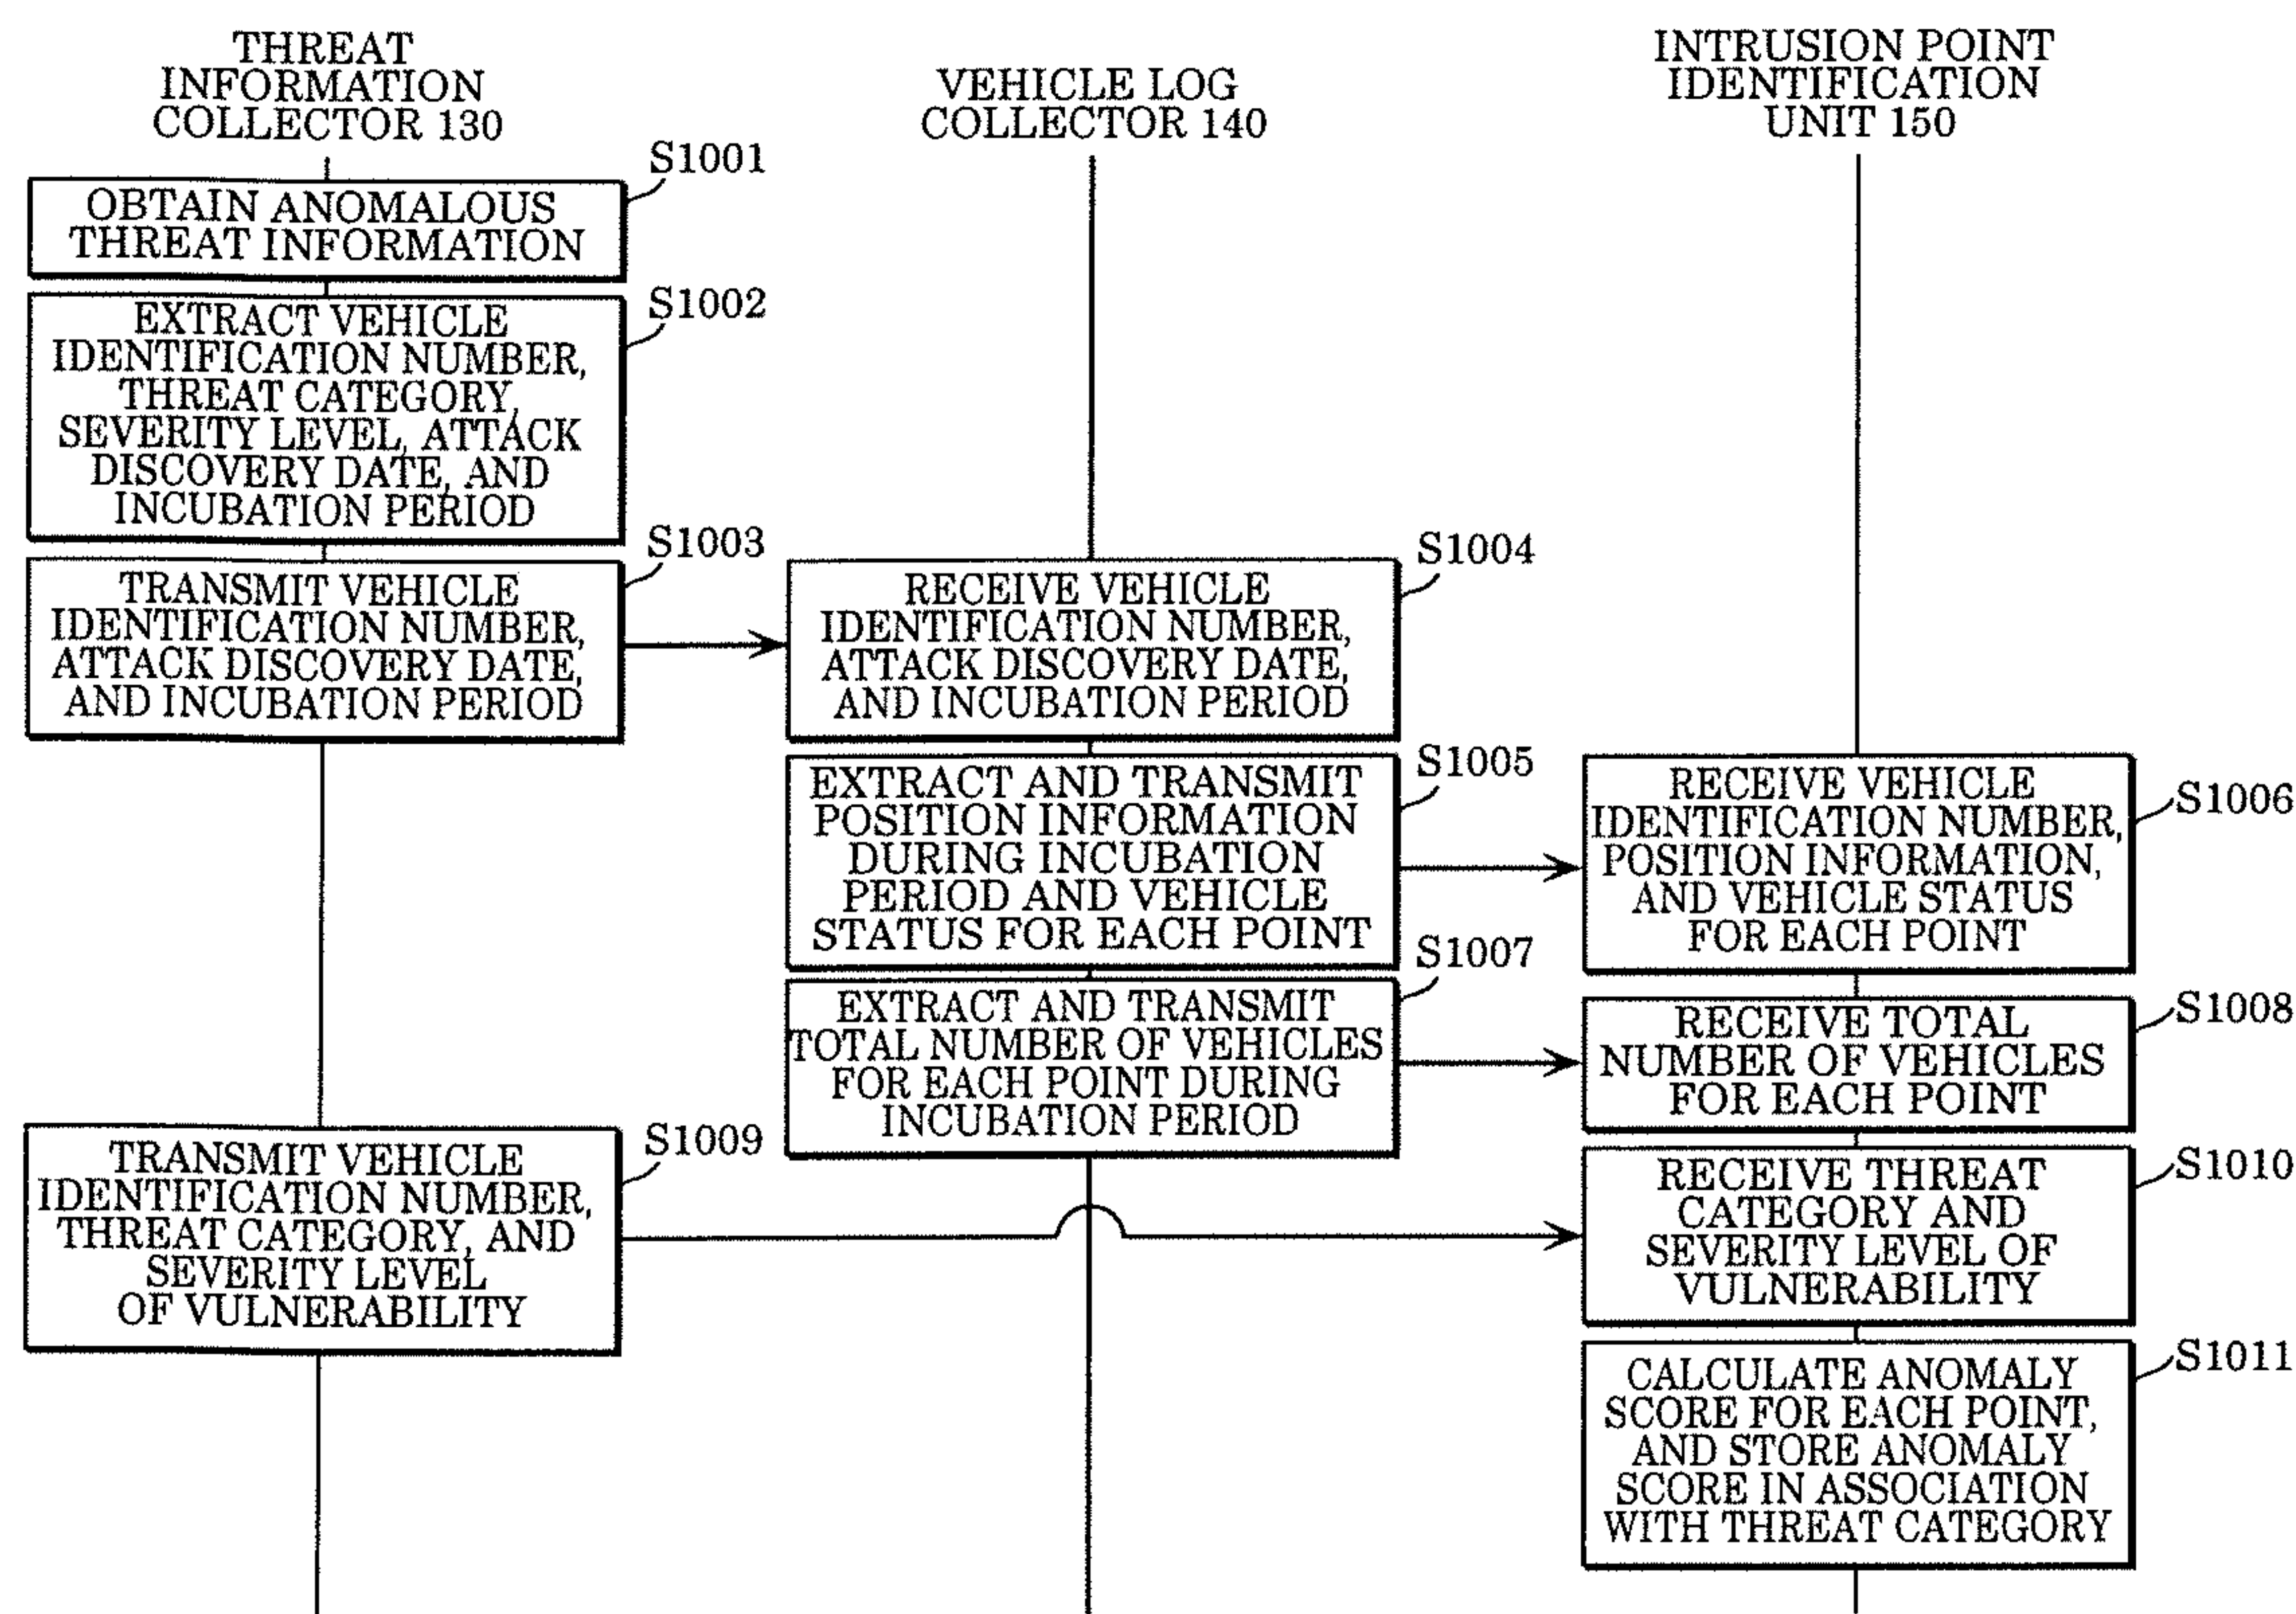 THREAT
INFORMATION
COLLECTOR 130
VEHICLE LOG
COLLECTOR 140
INTRUSION POINT
IDENTIFICATION
UNIT 150
S1001
OBTAIN ANOMALOUS
THREAT INFORMATION
S1002
EXTRACT VEHICLE
IDENTIFICATION NUMBER,
THREAT CATEGORY,
SEVERITY LEVEL, ATTACK
DISCOVERY DATE, AND
INCUBATION PERIOD
S1003
TRANSMIT VEHICLE
IDENTIFICATION NUMBER,
ATTACK DISCOVERY DATE,
AND INCUBATION PERIOD
S1004
RECEIVE VEHICLE
IDENTIFICATION NUMBER,
ATTACK DISCOVERY DATE,
AND INCUBATION PERIOD
S1005
EXTRACT AND TRANSMIT
POSITION INFORMATION
DURING INCUBATION
PERIOD AND VEHICLE
STATUS FOR EACH POINT
S1006
RECEIVE VEHICLE
IDENTIFICATION NUMBER,
POSITION INFORMATION,
AND VEHICLE STATUS
FOR EACH POINT
S1007
EXTRACT AND TRANSMIT
TOTAL NUMBER OF VEHICLES
FOR EACH POINT DURING
INCUBATION PERIOD
S1008
RECEIVE TOTAL
NUMBER OF VEHICLES
FOR EACH POINT
S1009
TRANSMIT VEHICLE
IDENTIFICATION NUMBER,
THREAT CATEGORY, AND
SEVERITY LEVEL
OF VULNERABILITY
S1010
RECEIVE THREAT
CATEGORY AND
SEVERITY LEVEL OF
VULNERABILITY
S1011
CALCULATE ANOMALY
SCORE FOR EACH POINT,
AND STORE ANOMALY
SCORE IN ASSOCIATION
WITH THREAT CATEGORY